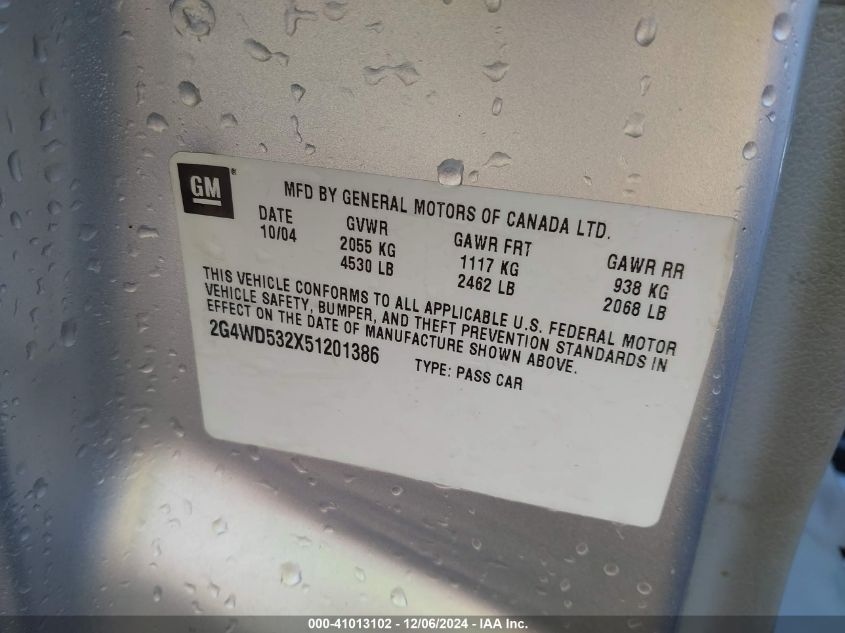 GM®
MFD BY GENERAL MOTORS OF CANADA LTD.
DATE GVWR GAWR FRT GAWR RR
10/04 2055 KG 1117 KG 938 KG
4530 LB 2462 LB 2068 LB
THIS VEHICLE CONFORMS TO ALL APPLICABLE U.S. FEDERAL MOTOR
VEHICLE SAFETY, BUMPER, AND THEFT PREVENTION STANDARDS IN
EFFECT ON THE DATE OF MANUFACTURE SHOWN ABOVE.
2G4WD532X51201386 TYPE: PASS CAR
000-41013102 - 12/06/2024 - IAA Inc.